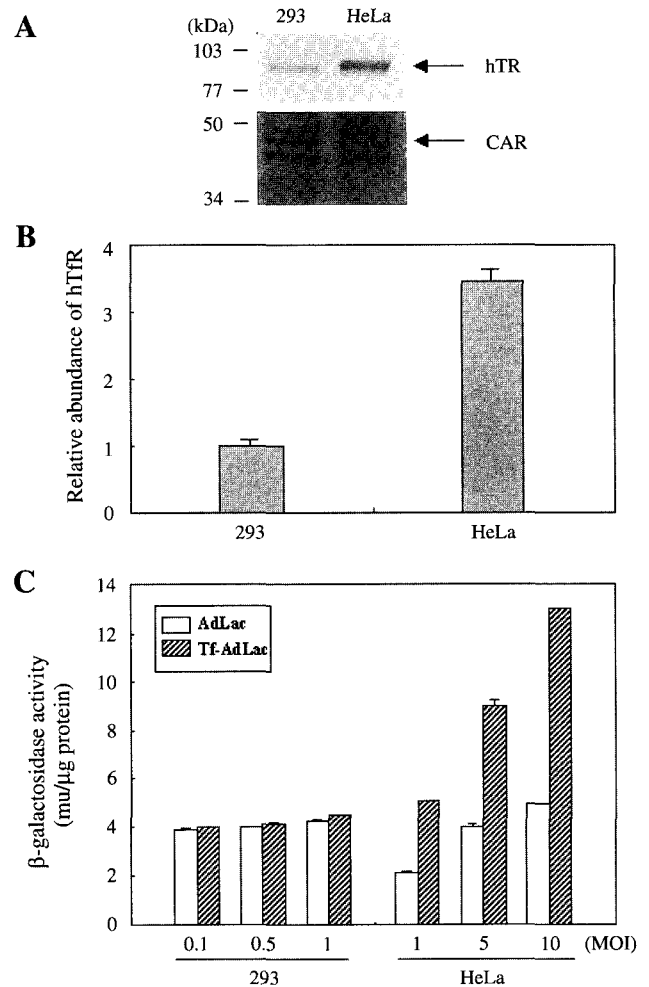 A
(kDa)
293 HeLa
103
hTR
77
50
CAR
34
B
Relative abundance of hTfR
4
3
2
1
0
293 HeLa
C
β-galactosidase activity
(mu/μg protein)
14
12
10
8
6
4
2
0
AdLac
Tf-AdLac
0.1 0.5 1 1 5 10 (MOI)
293 HeLa